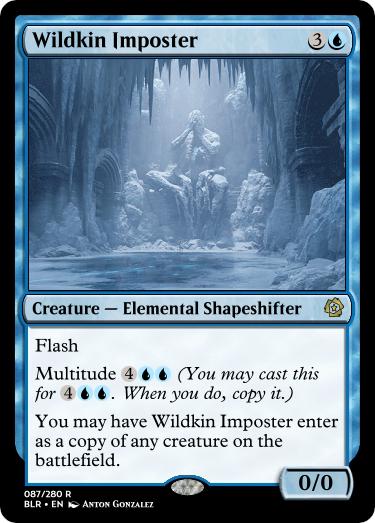 Wildkin Imposter 3
Creature — Elemental Shapeshifter
Flash
Multitude 4 (You may cast this
for 4 . When you do, copy it.)
You may have Wildkin Imposter enter
as a copy of any creature on the
battlefield.
0/0
087/280 R
BLR • EN Anton Gonzalez